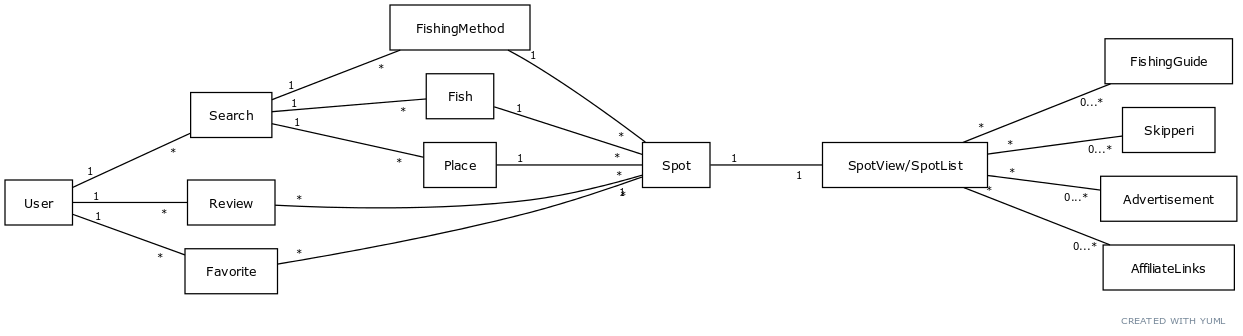 FishingMethod
1
*
1
FishingGuide
1
Fish
1
*
0...*
Search
1
*
1
*
*
Skipperi
*
1
*
*
0...*
1
*
Place
1
*
Spot
1
1
SpotView/SpotList
*
*
0...*
Advertisement
User
1
*
Review
*
*
1
*
Favorite
*
0...*
AffiliateLinks
CREATED WITH YUML